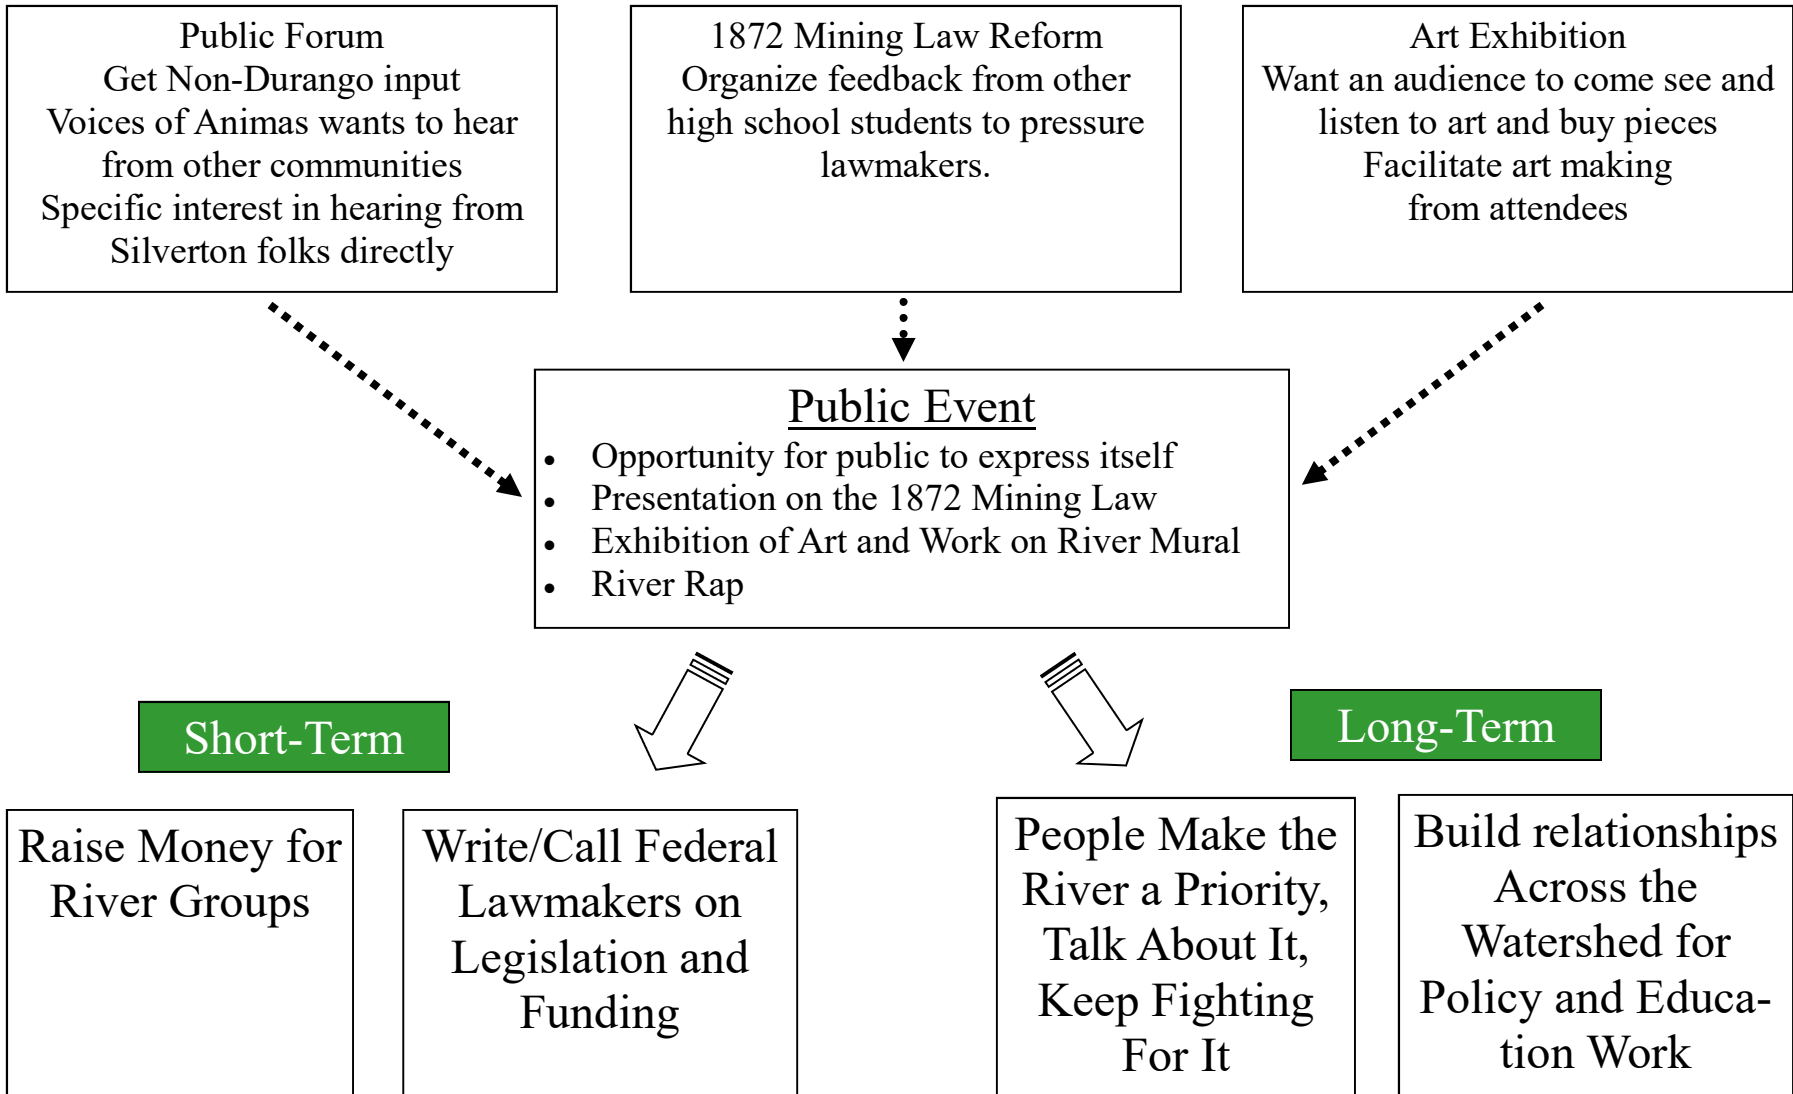 Public Forum
Get Non-Durango input
Voices of Animas wants to hear
from other communities
Specific interest in hearing from
Silverton folks directly
1872 Mining Law Reform
Organize feedback from other
high school students to pressure
lawmakers.
Art Exhibition
Want an audience to come see and
listen to art and buy pieces
Facilitate art making
from attendees
Public Event
• Opportunity for public to express itself
• Presentation on the 1872 Mining Law
• Exhibition of Art and Work on River Mural
• River Rap
Short-Term
Long-Term
Raise Money for
River Groups
Write/Call Federal
Lawmakers on
Legislation and
Funding
People Make the
River a Priority,
Talk About It,
Keep Fighting
For It
Build relationships
Across the
Watershed for
Policy and Educa-
tion Work